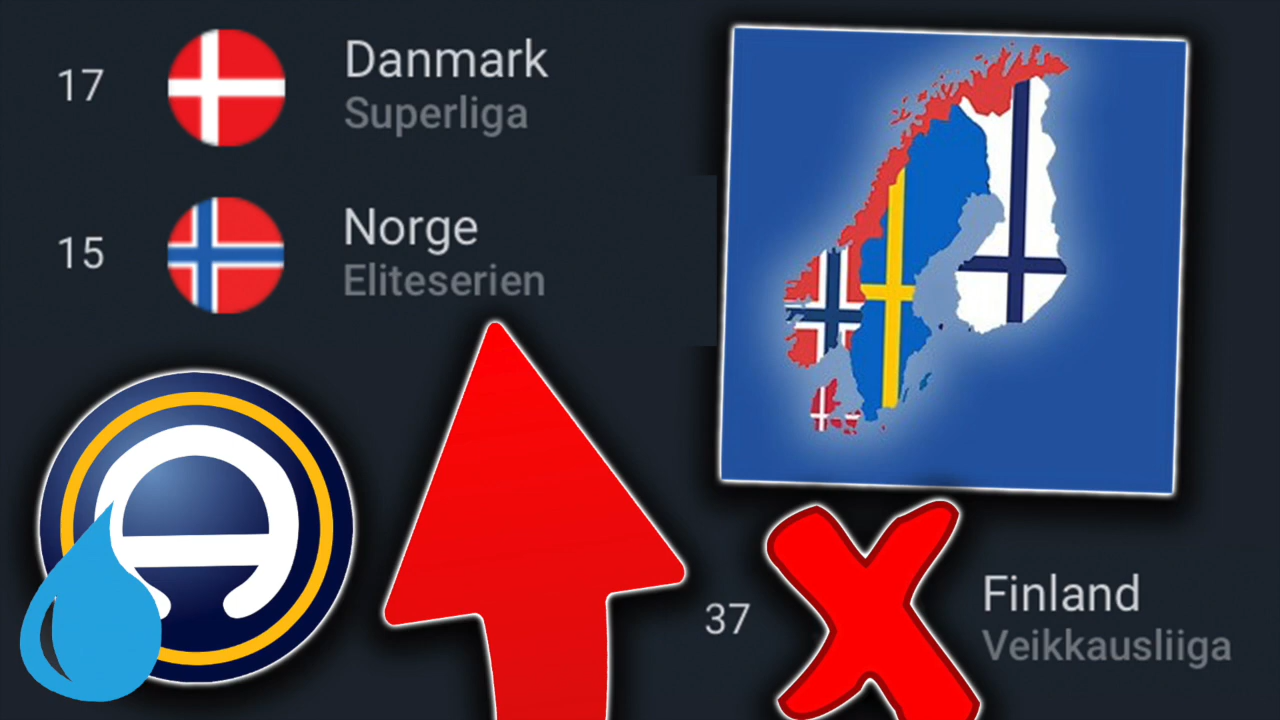 17
Danmark
Superliga
15
Norge
Eliteserien
37
Finland
Veikkausliiga